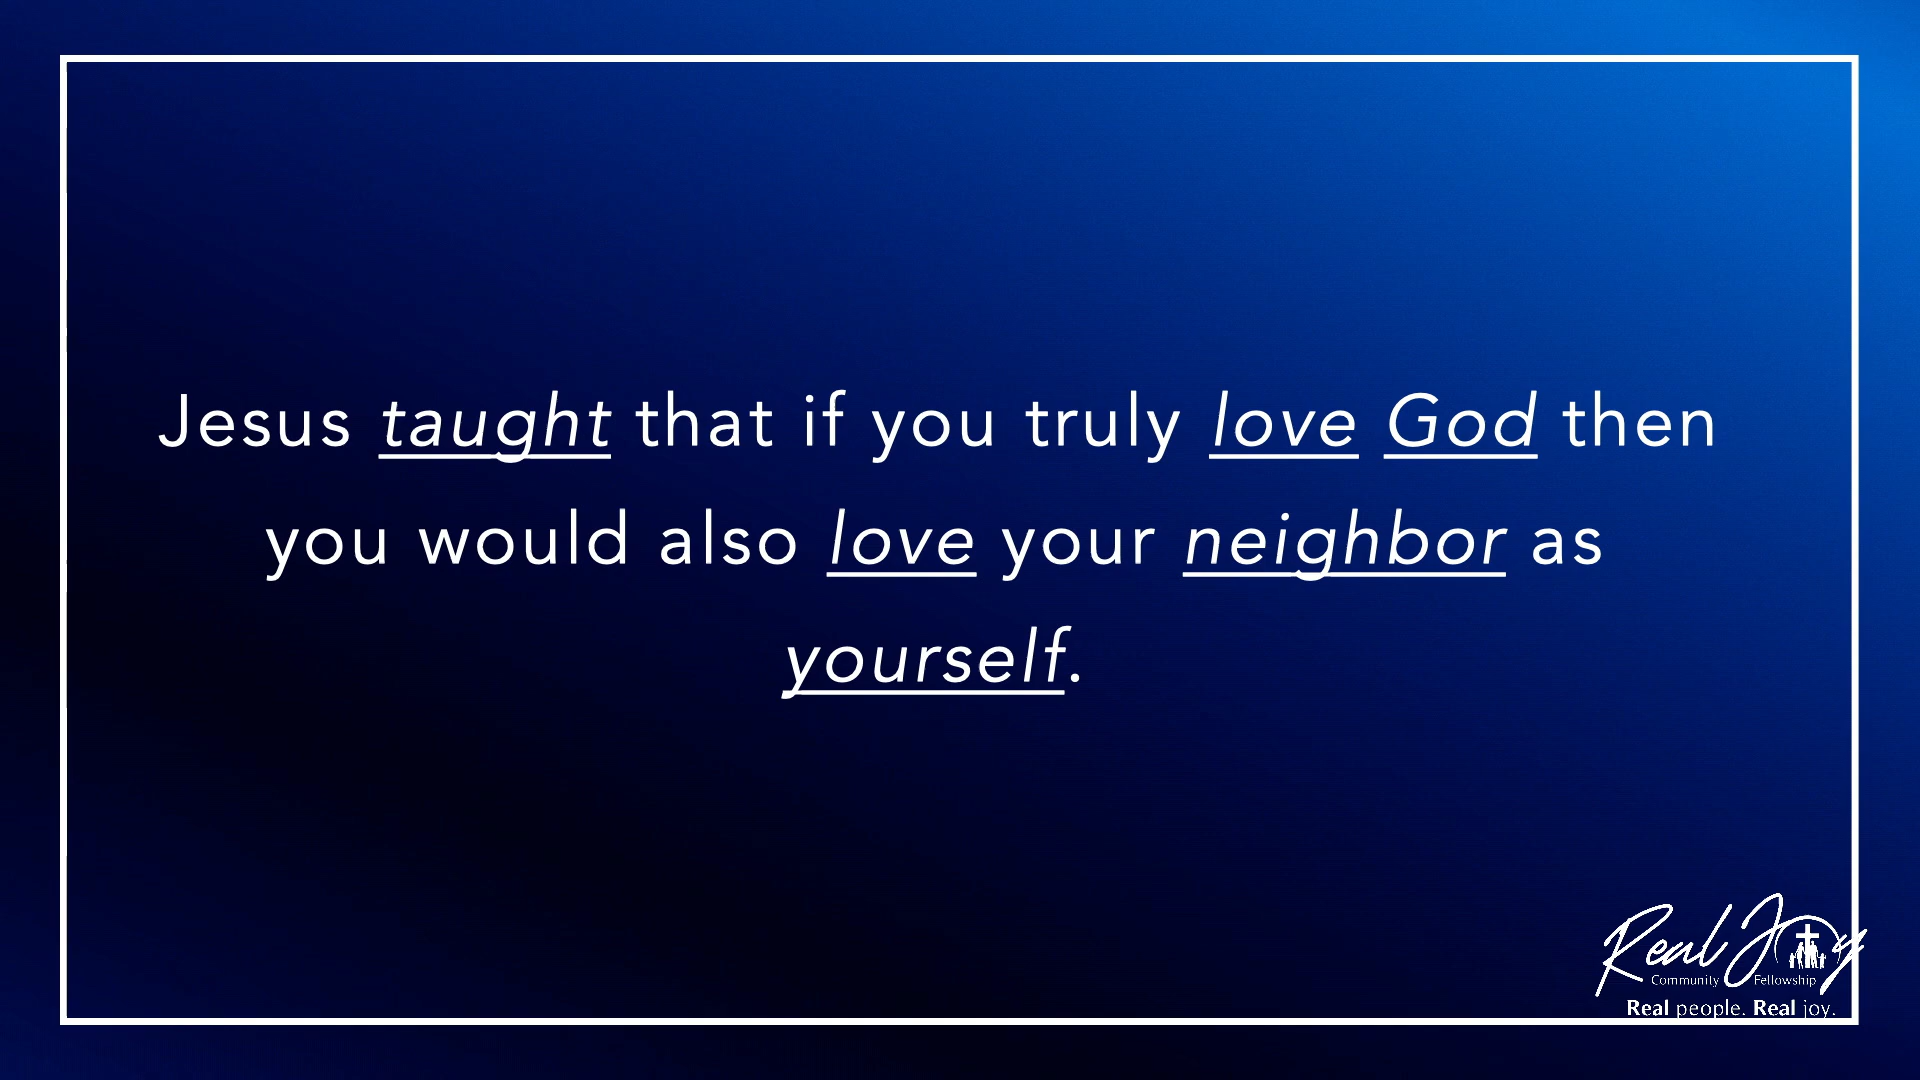 Jesus taught that if you truly love God then
you would also love your neighbor as
yourself.
Real Joy
Community Fellowship
Real people. Real joy.